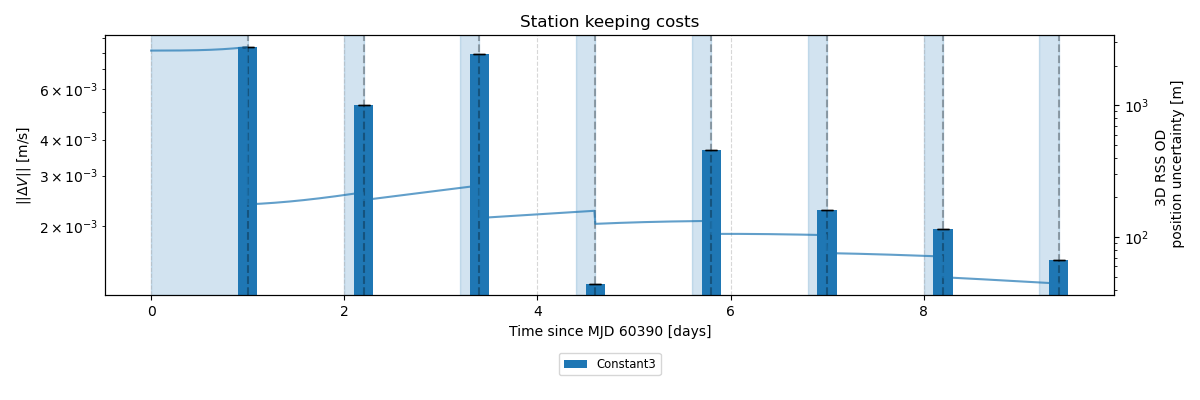 Station keeping costs
||ΔV|| [m/s]
6 × 10⁻³
4 × 10⁻³
3 × 10⁻³
2 × 10⁻³
10³
10²
3D RSS OD
position uncertainty [m]
0 2 4 6 8
Time since MJD 60390 [days]
Constant3